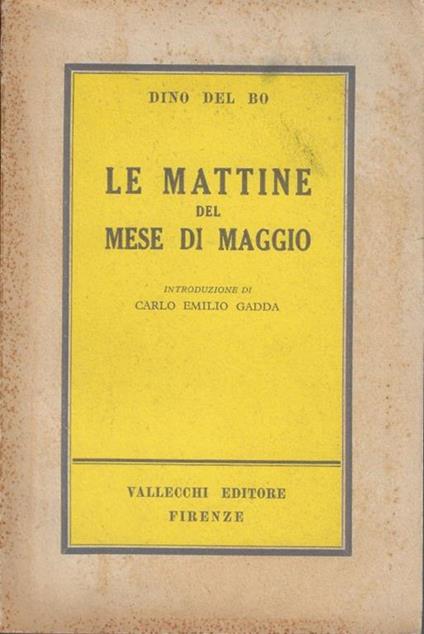 DINO DEL BO
LE MATTINE
DEL
MESE DI MAGGIO
INTRODUZIONE DI
CARLO EMILIO GADDA
VALLECCHI EDITORE
FIRENZE